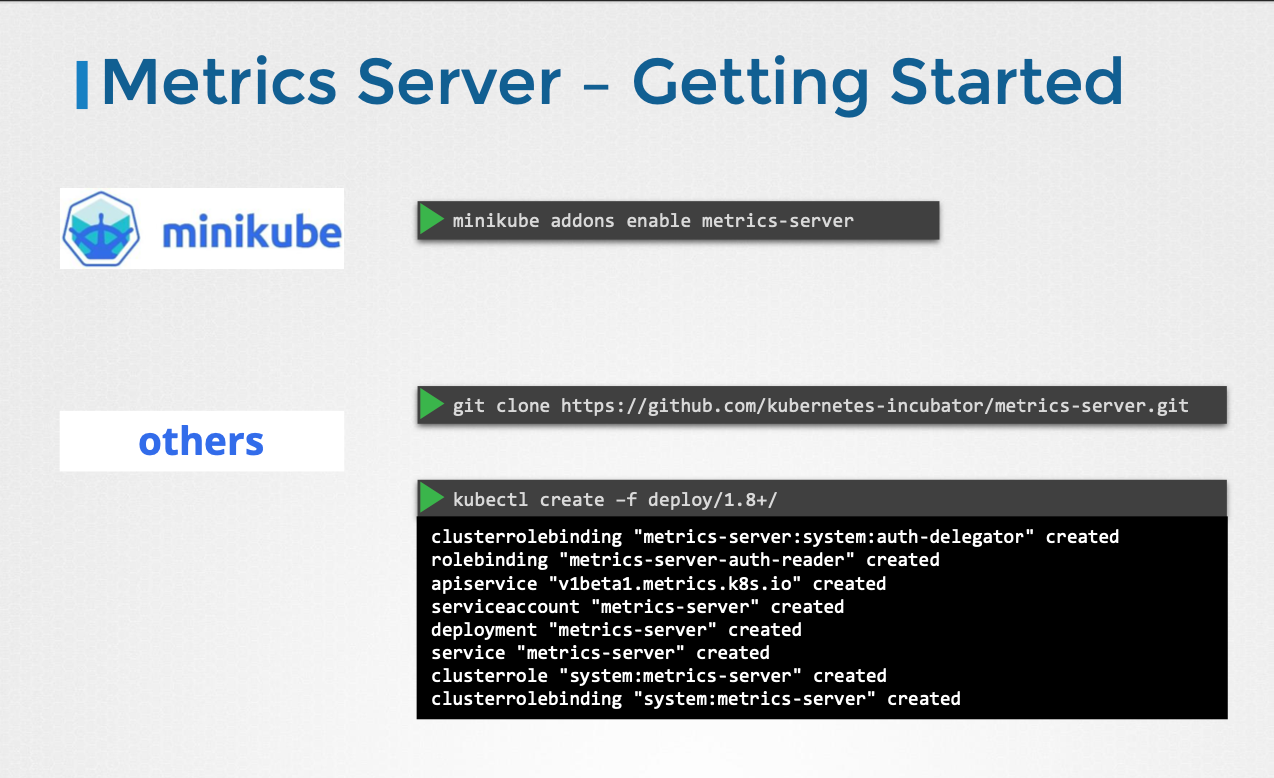 Metrics Server – Getting Started
minikube
minikube addons enable metrics-server
others
git clone https://github.com/kubernetes-incubator/metrics-server.git
kubectl create –f deploy/1.8+/
clusterrolebinding "metrics-server:system:auth-delegator" created
rolebinding "metrics-server-auth-reader" created
apiservice "v1beta1.metrics.k8s.io" created
serviceaccount "metrics-server" created
deployment "metrics-server" created
service "metrics-server" created
clusterrole "system:metrics-server" created
clusterrolebinding "system:metrics-server" created